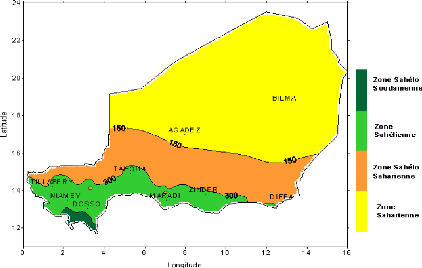 24
22
20
18
16
14
12
Latitude
0 2 4 6 8 10 12 14 16
Longitude
BILMA
AGADEZ
150
150
150
TAHOUA
TILLABERI
300
NIAMEY
DOSSO
MARADI
ZINDER
300
DIFFA
Zone Sahélo
Soudanienne
Zone
Sahélienne
Zone Sahélo
Saharienne
Zone
Saharienne